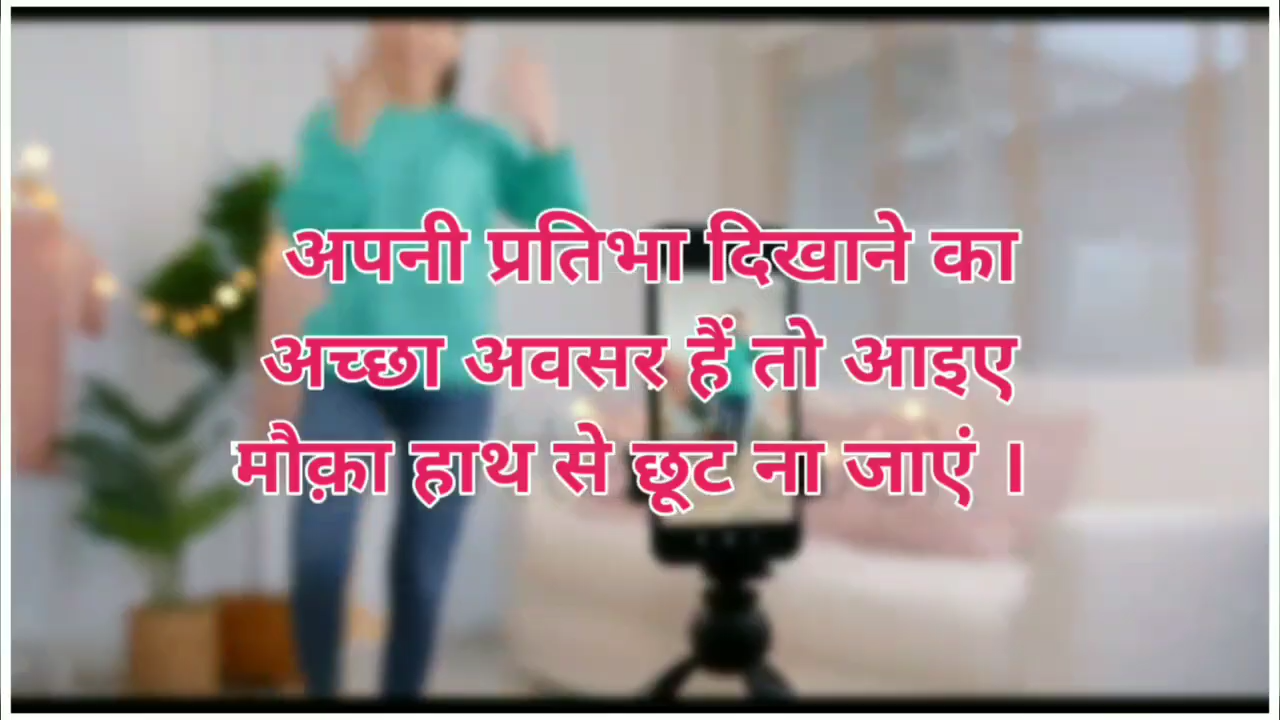 अपनी प्रतिभा दिखाने का
अच्छा अवसर हैं तो आइए
मौक़ा हाथ से छूट ना जाएं ।